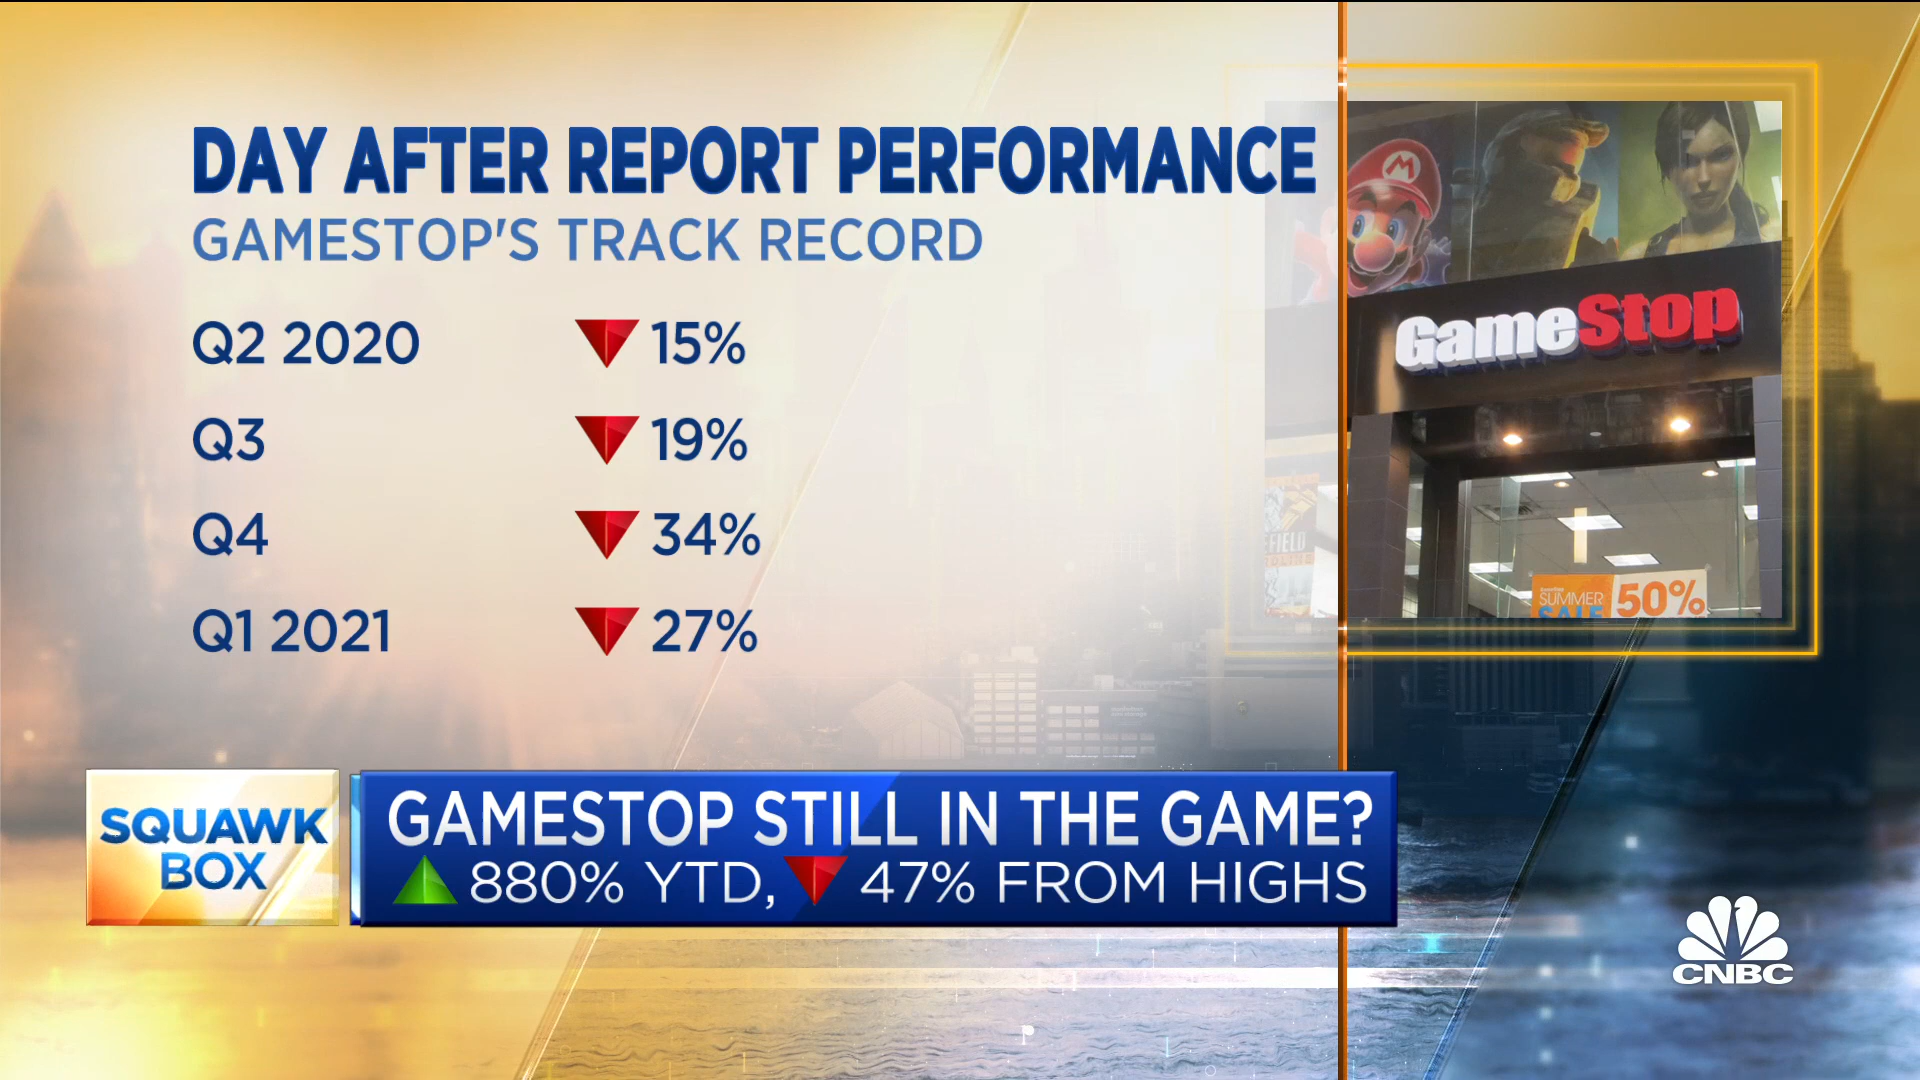 DAY AFTER REPORT PERFORMANCE
GAMESTOP'S TRACK RECORD
Q2 2020 ▼ 15%
Q3 ▼ 19%
Q4 ▼ 34%
Q1 2021 ▼ 27%
M
GameStop
SUMMER
SALE
50%
SQUAWK
BOX
GAMESTOP STILL IN THE GAME?
▲ 880% YTD, ▼ 47% FROM HIGHS
CNBC